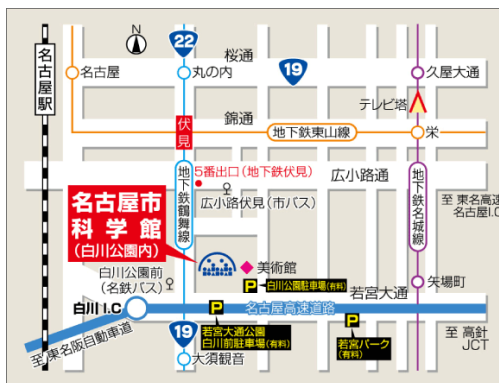 N
22
桜通
名古屋駅
名古屋
丸の内
19
久屋大通
テレビ塔
錦通
伏見
地下鉄東山線
栄
5番出口(地下鉄伏見)
広小路通
地下鉄鶴舞線
地下鉄名城線
広小路伏見(市バス)
至 東名高速
名古屋I.C
名古屋市
科学館
(白川公園内)
白川公園前
(名鉄バス)
美術館
矢場町
P
白川公園駐車場(有料)
若宮大通
白川 I.C
名古屋高速道路
P
若宮大通公園
白川前駐車場(有料)
P
若宮パーク
(有料)
至 高針
JCT
至 東名阪自動車道
19
大須観音